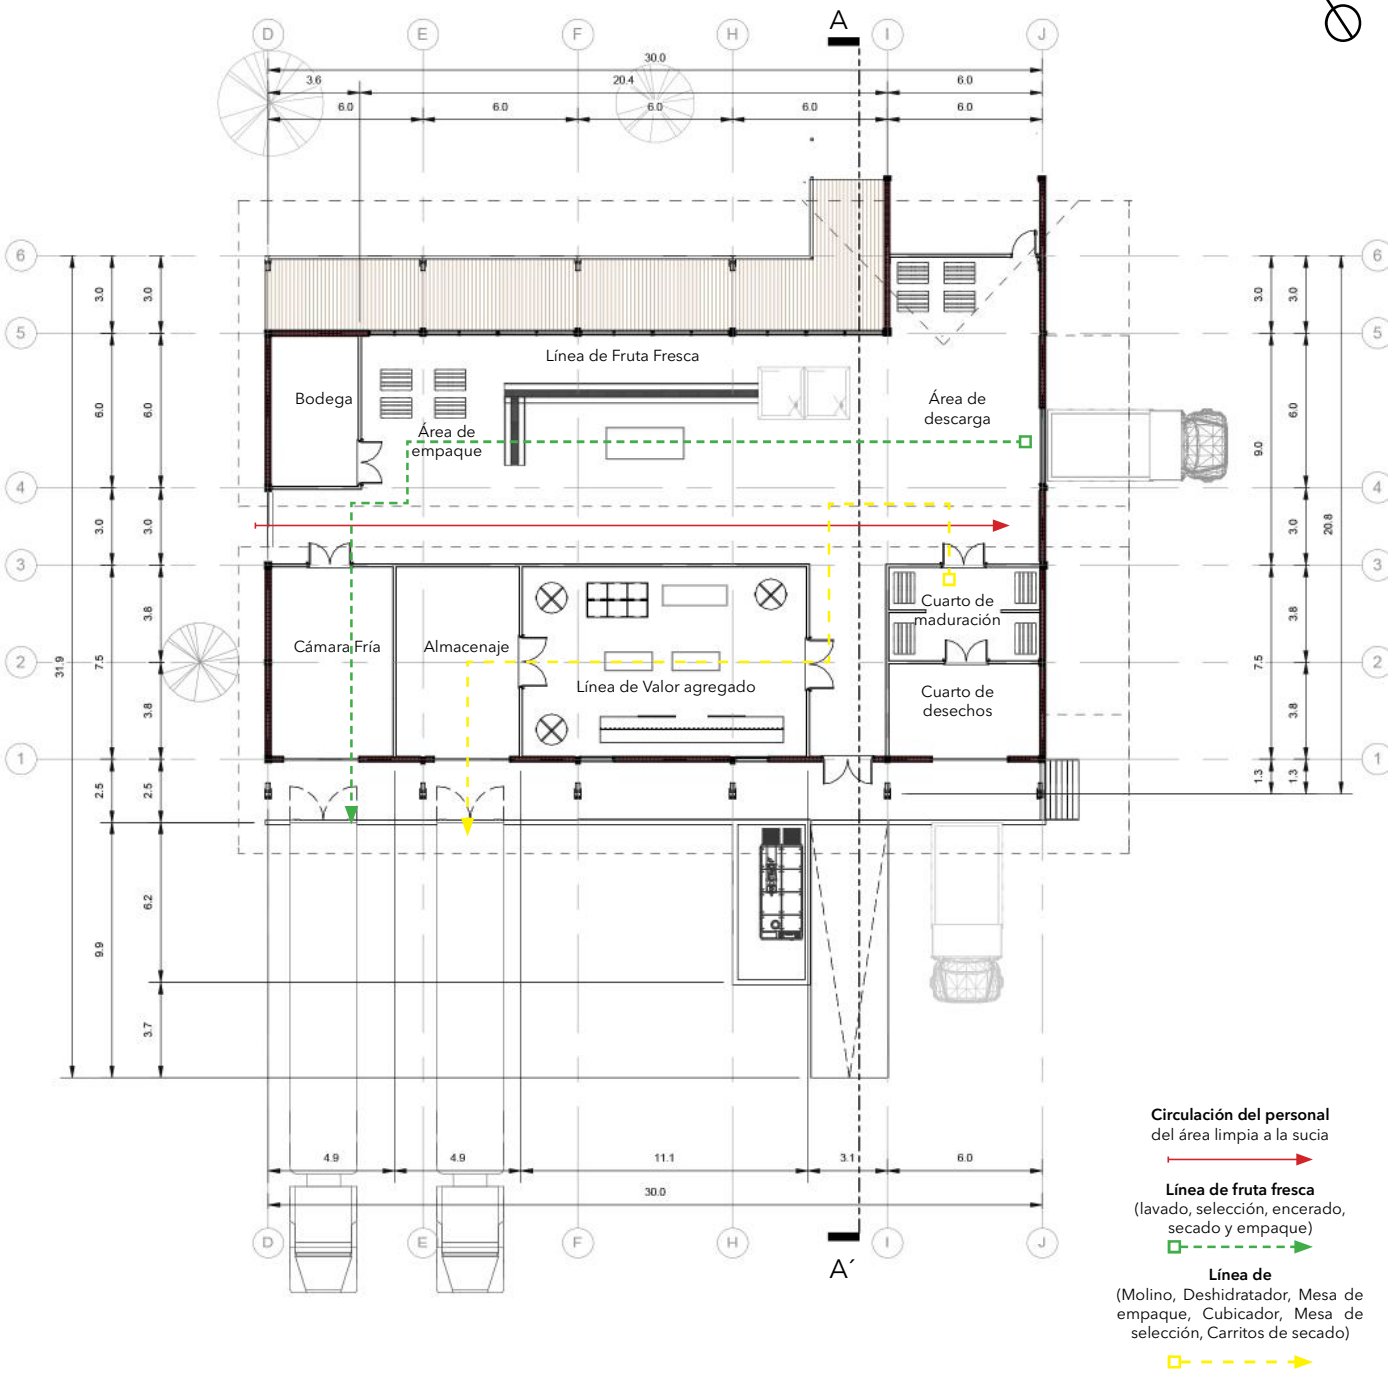 A
D
E
F
H
I
J
30.0
3.6
20.4
6.0
6.0
6.0
6.0
6.0
6.0
6
6
3.0
3.0
3.0
3.0
5
5
Línea de Fruta Fresca
Bodega
Área de
descarga
6.0
6.0
6.0
9.0
Área de
empaque
4
4
3.0
3.0
3.0
20.8
3
3
3.8
3.8
Cuarto de
maduración
Cámara Fría
Almacenaje
2
2
31.9
7.5
7.5
Línea de Valor agregado
Cuarto de
desechos
3.8
3.8
1
1
2.5
2.5
1.3
1.3
6.2
9.9
3.7
4.9
4.9
11.1
3.1
6.0
30.0
D
E
F
H
I
J
A´
Circulación del personal
del área limpia a la sucia
Línea de fruta fresca
(lavado, selección, encerado,
secado y empaque)
Línea de
(Molino, Deshidratador, Mesa de
empaque, Cubicador, Mesa de
selección, Carritos de secado)